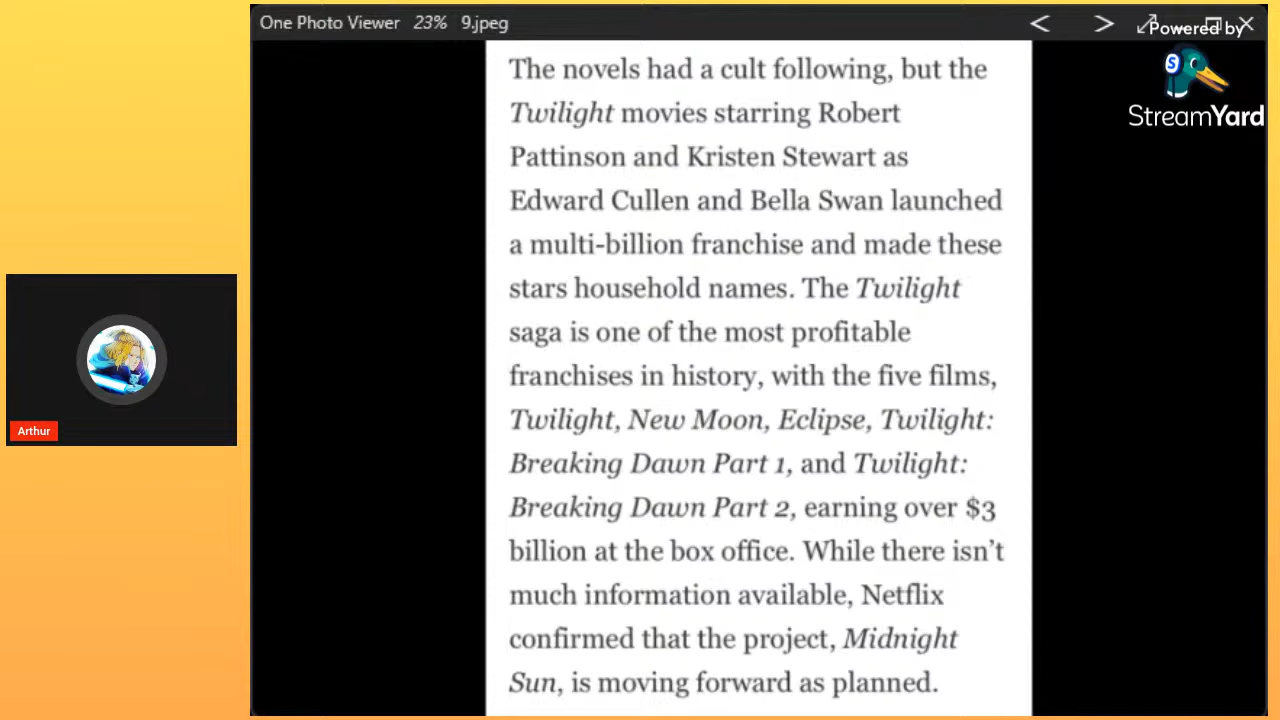 One Photo Viewer 23% 9.jpeg
Powered by
StreamYard
The novels had a cult following, but the
Twilight movies starring Robert
Pattinson and Kristen Stewart as
Edward Cullen and Bella Swan launched
a multi-billion franchise and made these
stars household names. The Twilight
saga is one of the most profitable
franchises in history, with the five films,
Twilight, New Moon, Eclipse, Twilight:
Breaking Dawn Part 1, and Twilight:
Breaking Dawn Part 2, earning over $3
billion at the box office. While there isn’t
much information available, Netflix
confirmed that the project, Midnight
Sun, is moving forward as planned.
Arthur